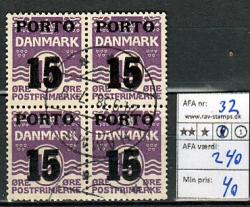 PORTO PORTO
DANMARK DANMARK
15 15
ØRE ØRE ØRE ØRE
POSTFRIMÆRKE POSTFRIMÆRKE
PORTO PORTO
DANMARK DANMARK
15 15
ØRE ØRE ØRE ØRE
POSTFRIMÆRKE POSTFRIMÆRKE
AFA nr: 32
www.rav-stamps.dk
AFA værdi:
240
Min pris:
40